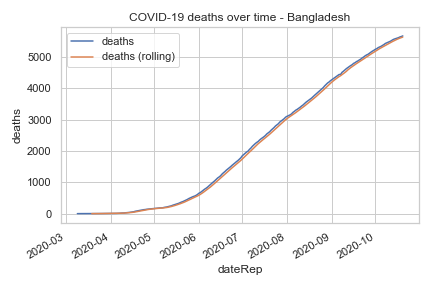 COVID-19 deaths over time - Bangladesh
deaths
deaths (rolling)
5000
4000
3000
2000
1000
0
deaths
2020-03
2020-04
2020-05
2020-06
2020-07
2020-08
2020-09
2020-10
dateRep